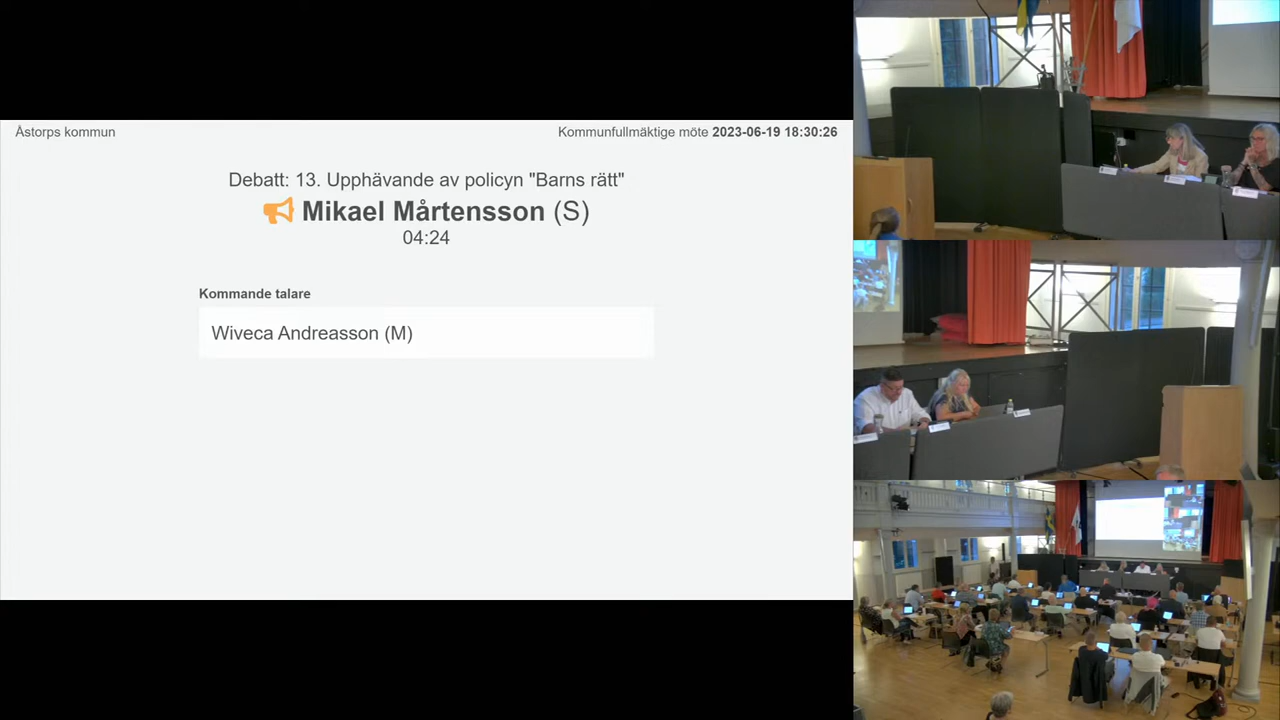 Åstorps kommun
Kommunfullmäktige möte 2023-06-19 18:30:26
Debatt: 13. Upphävande av policyn "Barns rätt"
Mikael Mårtensson (S)
04:24
Kommande talare
Wiveca Andreasson (M)